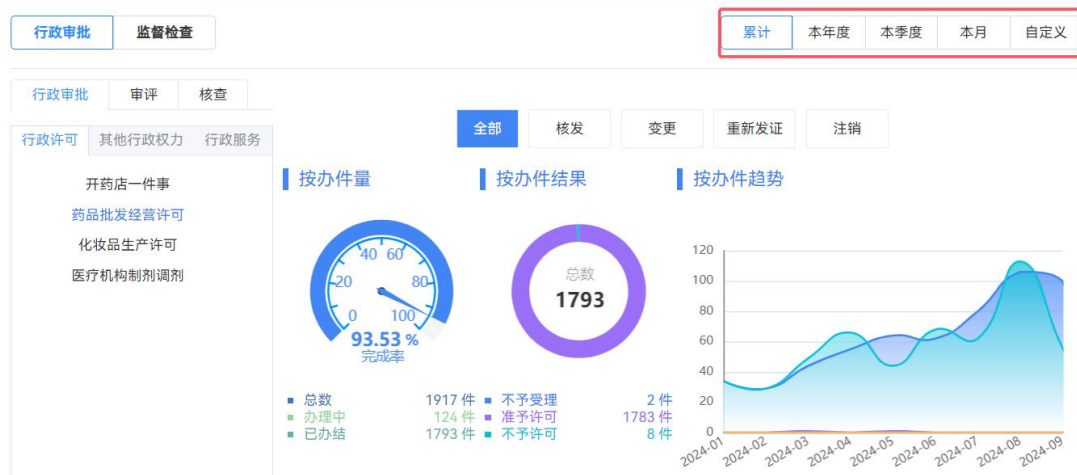 行政审批 监督检查 累计 本年度 本季度 本月 自定义
行政审批 审评 核查
全部 核发 变更 重新发证 注销
行政许可 其他行政权力 行政服务
开药店一件事
药品批发经营许可
化妆品生产许可
医疗机构制剂调剂
按办件量
0 20 40 60 80 100
93.53 %
完成率
总数 1917 件
办理中 124 件
已办结 1793 件
按办件结果
总数
1793
不予受理 2 件
准予许可 1783 件
不予许可 8 件
按办件趋势
120
100
80
60
40
20
0
2024-01 2024-02 2024-03 2024-04 2024-05 2024-06 2024-07 2024-08 2024-09